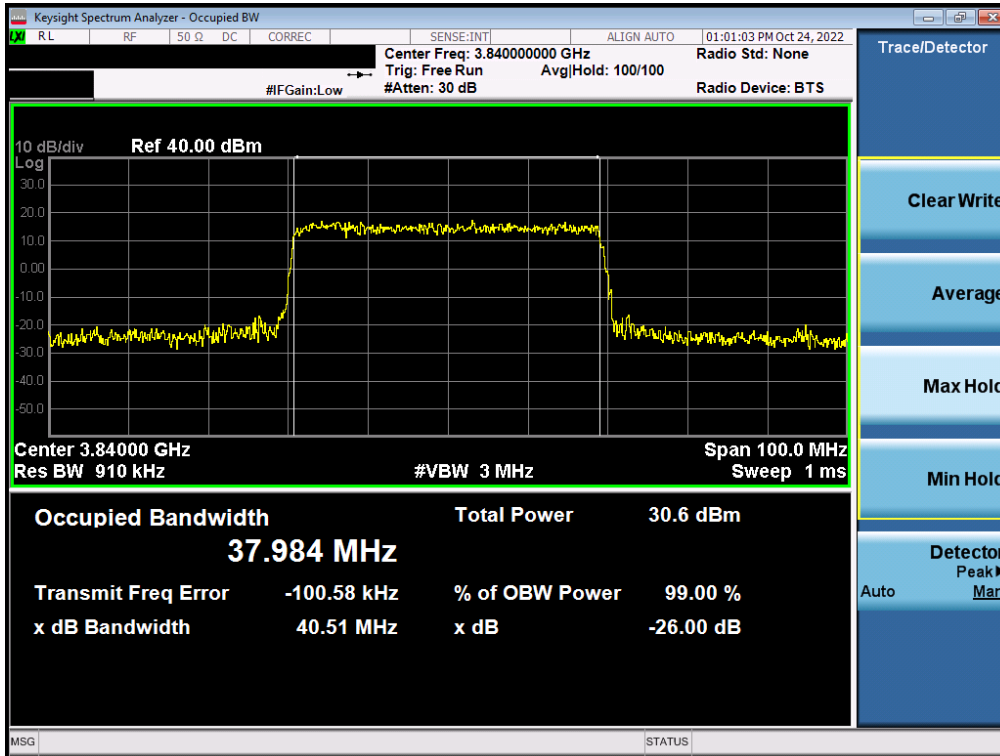 Keysight Spectrum Analyzer - Occupied BW
LXI RL RF 50 Ω DC CORREC SENSE:INT ALIGN AUTO 01:01:03 PM Oct 24, 2022
Center Freq: 3.840000000 GHz Radio Std: None
Trig: Free Run Avg|Hold: 100/100
#IFGain:Low #Atten: 30 dB Radio Device: BTS
10 dB/div Ref 40.00 dBm
Log
30.0
20.0
10.0
0.00
-10.0
-20.0
-30.0
-40.0
-50.0
Center 3.84000 GHz Span 100.0 MHz
Res BW 910 kHz #VBW 3 MHz Sweep 1 ms
Occupied Bandwidth Total Power 30.6 dBm
37.984 MHz
Transmit Freq Error -100.58 kHz % of OBW Power 99.00 %
x dB Bandwidth 40.51 MHz x dB -26.00 dB
MSG STATUS
Trace/Detector
Clear Write
Average
Max Hold
Min Hold
Detector
Peak
Auto Man